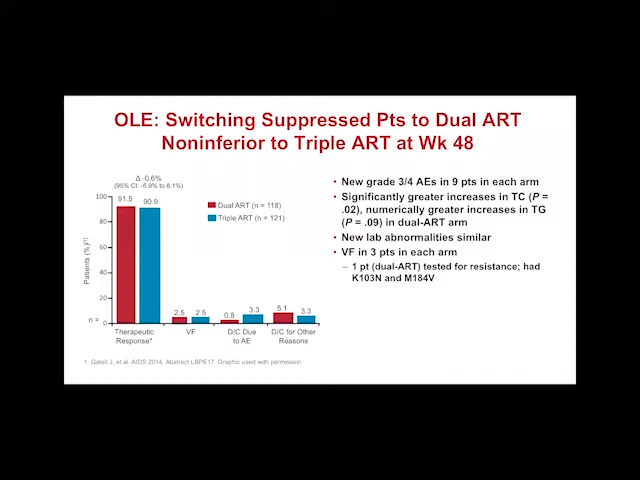 OLE: Switching Suppressed Pts to Dual ART
Noninferior to Triple ART at Wk 48
Δ -0.6%
(95% CI: -6.9% to 8.1%)
100
80
60
40
20
0
Patients (%)[1]
n =
91.5
90.9
2.5
2.5
0.8
3.3
5.1
3.3
Dual ART (n = 118)
Triple ART (n = 121)
Therapeutic
Response*
VF
D/C Due
to AE
D/C for Other
Reasons
• New grade 3/4 AEs in 9 pts in each arm
• Significantly greater increases in TC (P =
.02), numerically greater increases in TG
(P = .09) in dual-ART arm
• New lab abnormalities similar
• VF in 3 pts in each arm
– 1 pt (dual-ART) tested for resistance; had
K103N and M184V
1. Gatell J, et al. AIDS 2014. Abstract LBPE17. Graphic used with permission